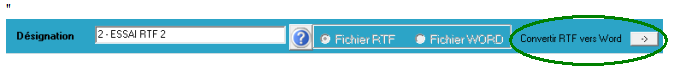 "
Désignation 2 - ESSAI RTF 2 ? Fichier RTF Fichier WORD Convertir RTF vers Word ->